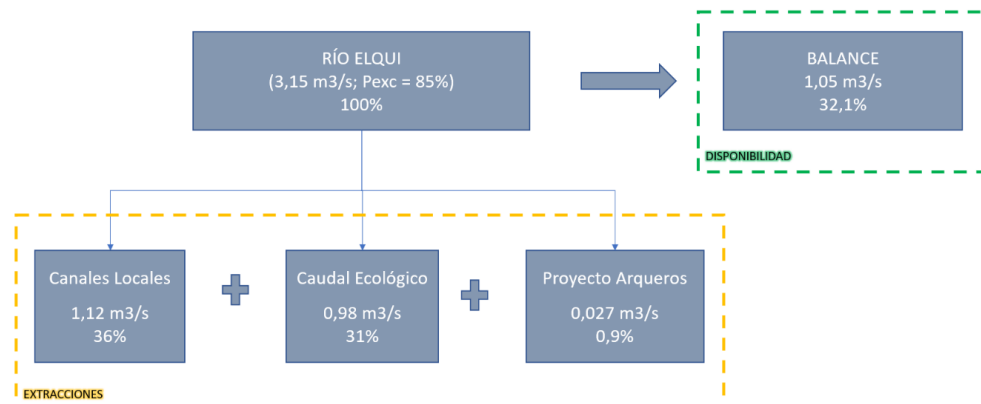 RÍO ELQUI
(3,15 m3/s; Pexc = 85%)
100%
BALANCE
1,05 m3/s
32,1%
DISPONIBILIDAD
Canales Locales
1,12 m3/s
36%
Caudal Ecológico
0,98 m3/s
31%
Proyecto Arqueros
0,027 m3/s
0,9%
EXTRACCIONES